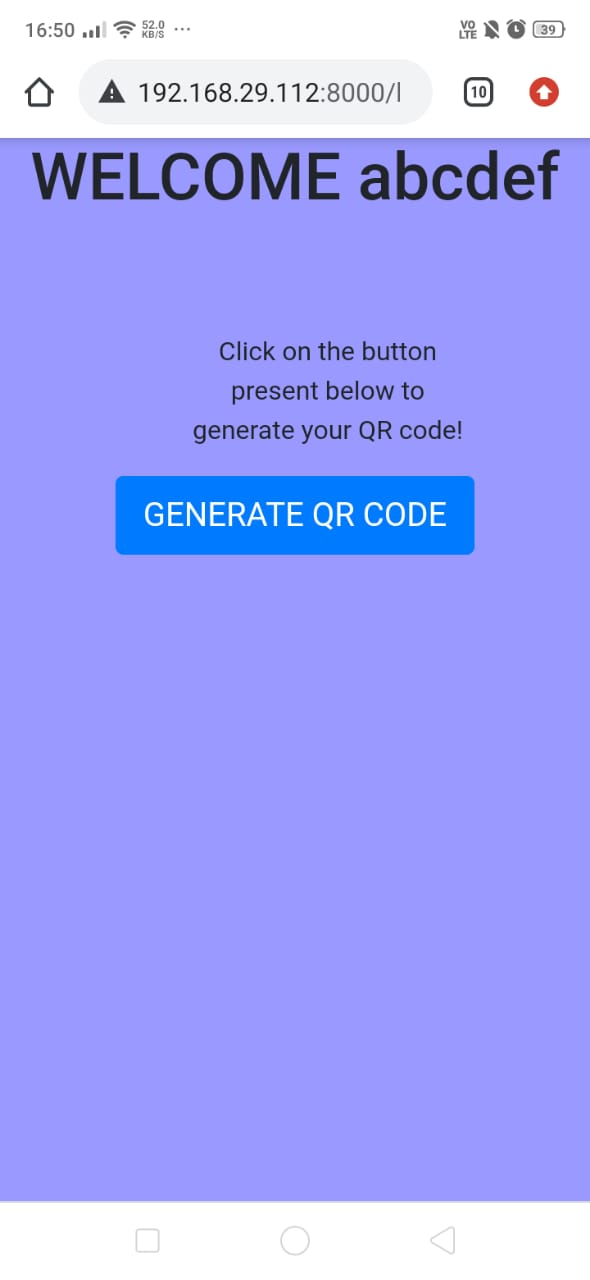 16:50 52.0 KB/S ... VO LTE 39
192.168.29.112:8000/l 10
WELCOME abcdef
Click on the button
present below to
generate your QR code!
GENERATE QR CODE